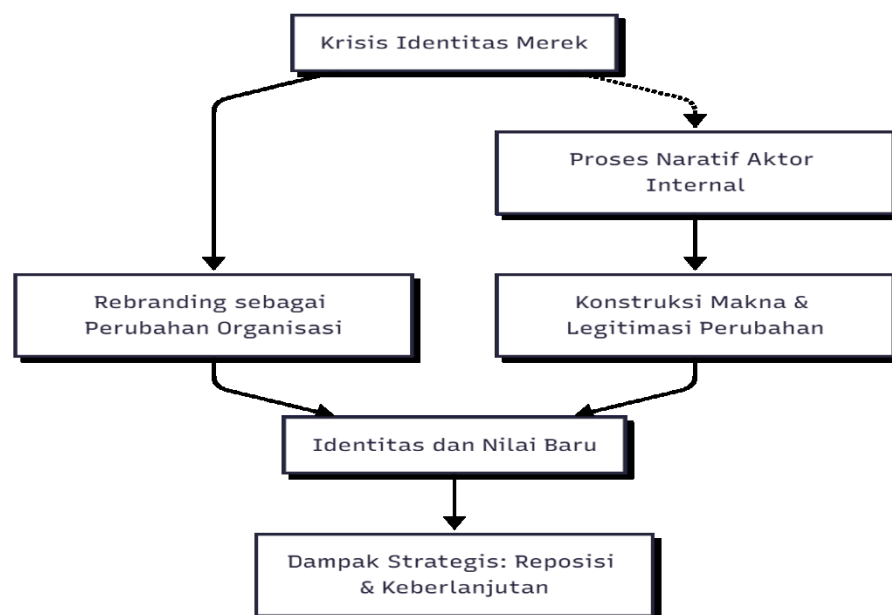 Krisis Identitas Merek
Proses Naratif Aktor
Internal
Rebranding sebagai
Perubahan Organisasi
Konstruksi Makna &
Legitimasi Perubahan
Identitas dan Nilai Baru
Dampak Strategis: Reposisi
& Keberlanjutan